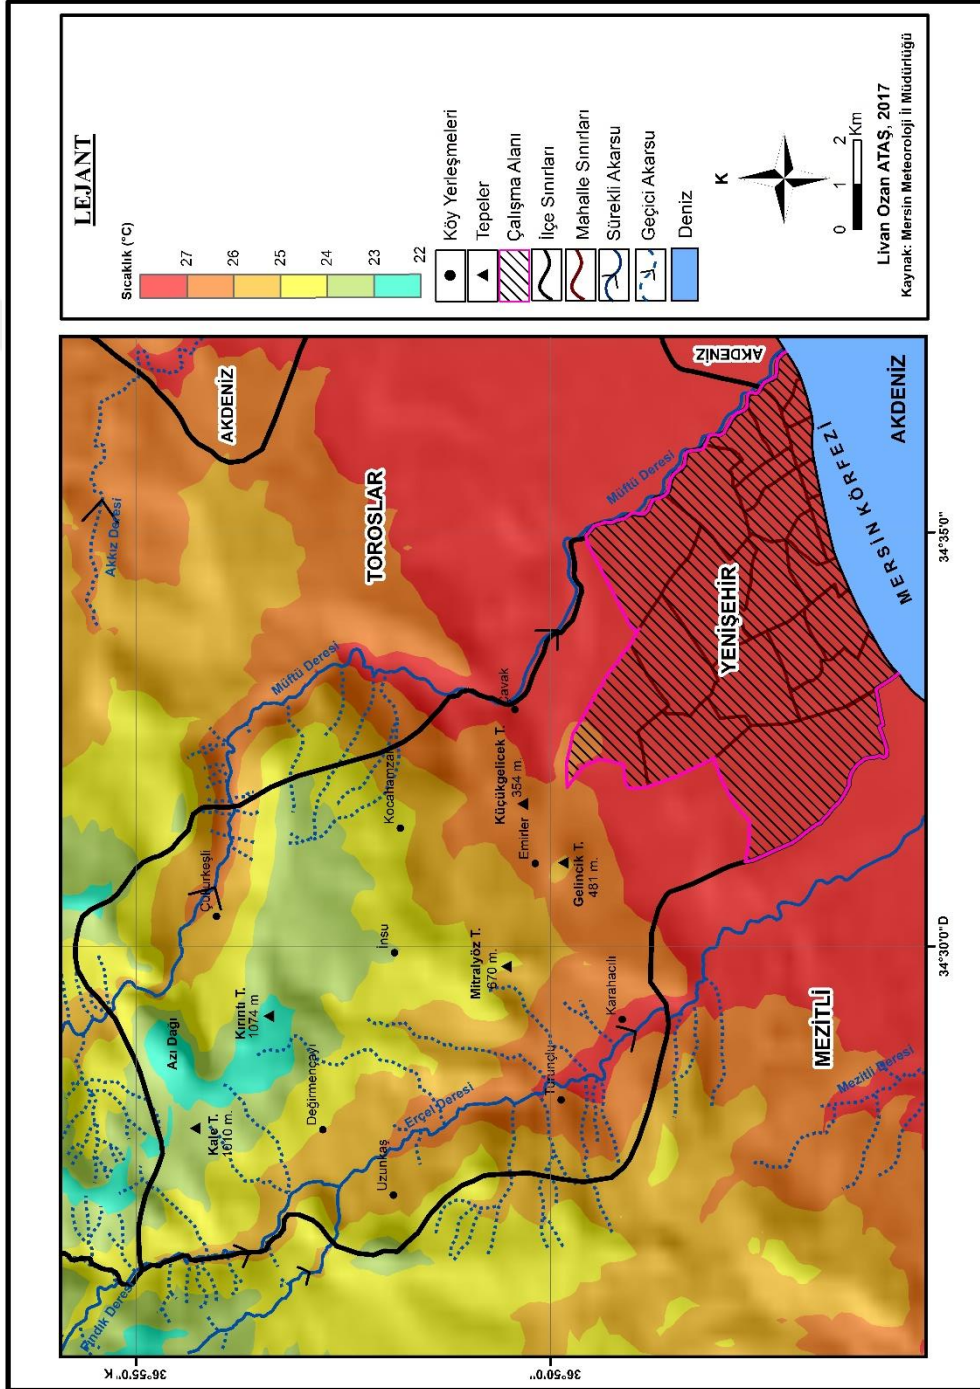 LEJANT
Sıcaklık (°C)
27
26
25
24
23
22
Köy Yerleşmeleri
Tepeler
Çalışma Alanı
İlçe Sınırları
Mahalle Sınırları
Sürekli Akarsu
Geçici Akarsu
Deniz
K
0 1 2
Km
Livan Ozan ATAŞ, 2017
Kaynak: Mersin Meteoroloji İl Müdürlüğü
36°55'0" K
36°50'0"
34°30'0"D
34°35'0"
Fındık Deresi
Kale T.
1010 m.
Azı Dağı
Kırıntı T.
1074 m
Değirmençayı
Uzunkaş
Erçel Deresi
Turunçlu
Karahacılı
Mezitli Deresi
MEZİTLİ
Çukurkeşli
İnsu
Mitralyöz T.
670 m.
Kocahamzalı
Emirler
Gelincik T.
481 m.
Küçükgelicek T.
354 m
Kavak
Müftü Deresi
Akkız Deresi
TOROSLAR
AKDENİZ
Müftü Deresi
AKDENİZ
YENİŞEHİR
MERSİN KÖRFEZİ
AKDENİZ